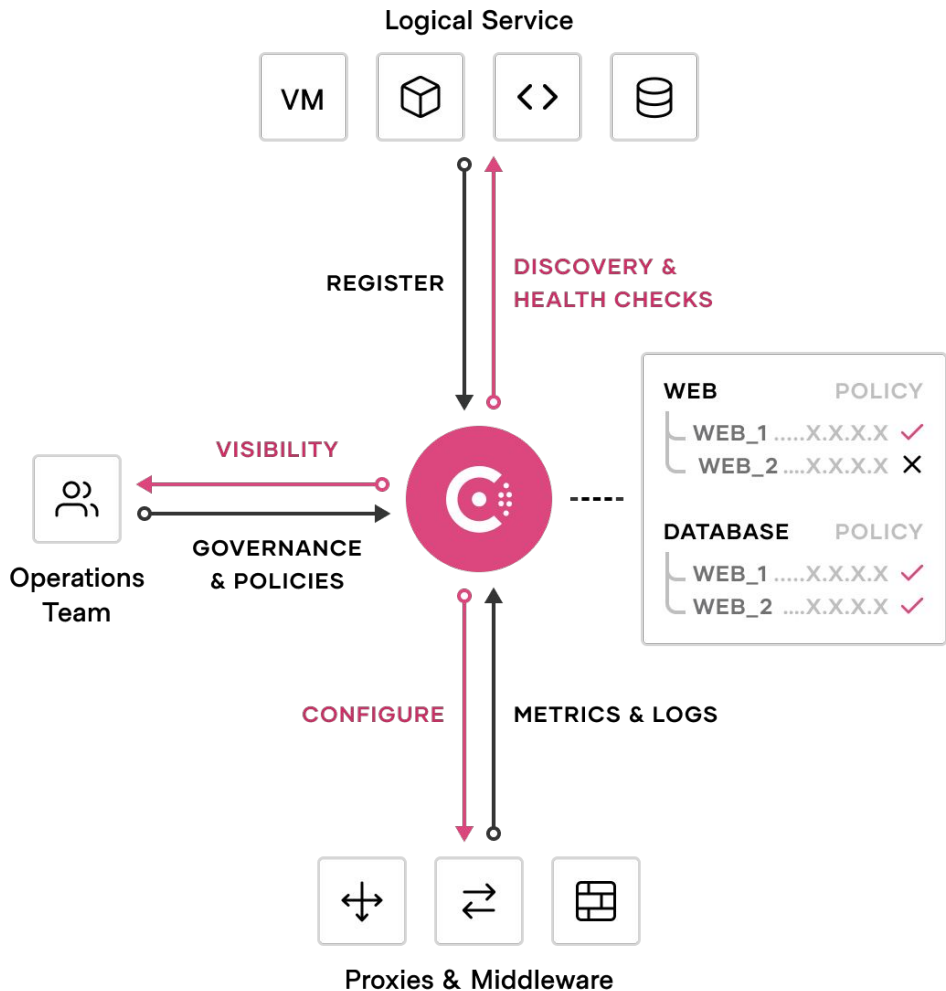 Logical Service
VM
REGISTER
DISCOVERY &
HEALTH CHECKS
WEB POLICY
WEB_1 .....X.X.X.X
WEB_2 ....X.X.X.X
VISIBILITY
GOVERNANCE
& POLICIES
Operations
Team
DATABASE POLICY
WEB_1 .....X.X.X.X
WEB_2 ....X.X.X.X
CONFIGURE
METRICS & LOGS
Proxies & Middleware